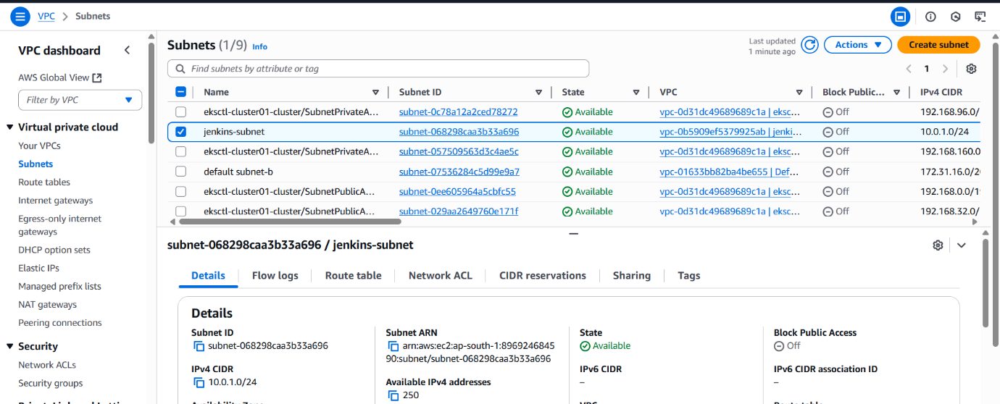 VPC > Subnets
VPC dashboard
AWS Global View
Filter by VPC
Virtual private cloud
Your VPCs
Subnets
Route tables
Internet gateways
Egress-only internet
gateways
DHCP option sets
Elastic IPs
Managed prefix lists
NAT gateways
Peering connections
Security
Network ACLs
Security groups
Subnets (1/9) Info
Last updated
1 minute ago
Actions
Create subnet
Find subnets by attribute or tag
1
Name Subnet ID State VPC Block Public... IPv4 CIDR
eksctl-cluster01-cluster/SubnetPrivateA... subnet-0c78a12a2ced78272 Available vpc-0d31dc49689689c1a | eksc... Off 192.168.96.0/
jenkins-subnet subnet-068298caa3b33a696 Available vpc-0b5909ef5379925ab | jenki... Off 10.0.1.0/24
eksctl-cluster01-cluster/SubnetPrivateA... subnet-057509563d3c4ae5c Available vpc-0d31dc49689689c1a | eksc... Off 192.168.160.0
default subnet-b subnet-07536284c5d99e9a7 Available vpc-01633bb82ba4be655 | Def... Off 172.31.16.0/20
eksctl-cluster01-cluster/SubnetPublicA... subnet-0ee605964a5cbfc55 Available vpc-0d31dc49689689c1a | eksc... Off 192.168.0.0/19
eksctl-cluster01-cluster/SubnetPublicA... subnet-029aa2649760e171f Available vpc-0d31dc49689689c1a | eksc... Off 192.168.32.0/
subnet-068298caa3b33a696 / jenkins-subnet
Details Flow logs Route table Network ACL CIDR reservations Sharing Tags
Details
Subnet ID
subnet-068298caa3b33a696
IPv4 CIDR
10.0.1.0/24
Subnet ARN
arn:aws:ec2:ap-south-1:8969246845
90:subnet/subnet-068298caa3b33a696
Available IPv4 addresses
250
State
Available
IPv6 CIDR
–
VPC
Block Public Access
Off
IPv6 CIDR association ID
–